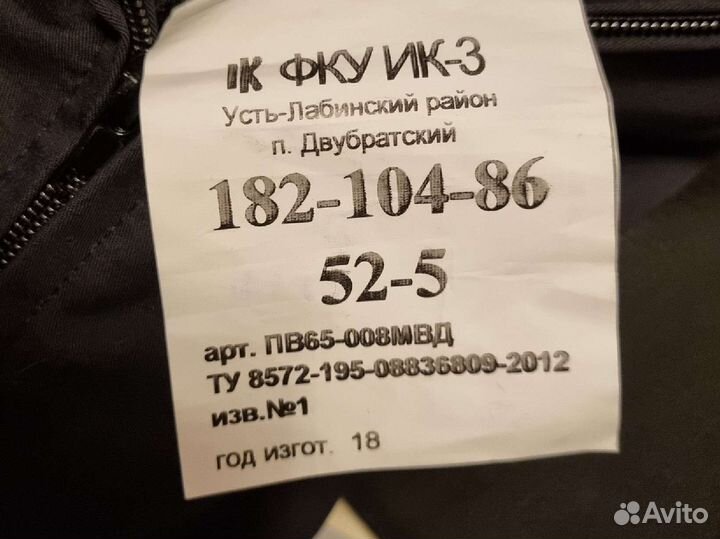 ФКУ ИК-3
Усть-Лабинский район
п. Двубратский
182-104-86
52-5
арт. ПВ65-008МВД
ТУ 8572-195-08836809-2012
изв.№1
год изгот. 18
Avito